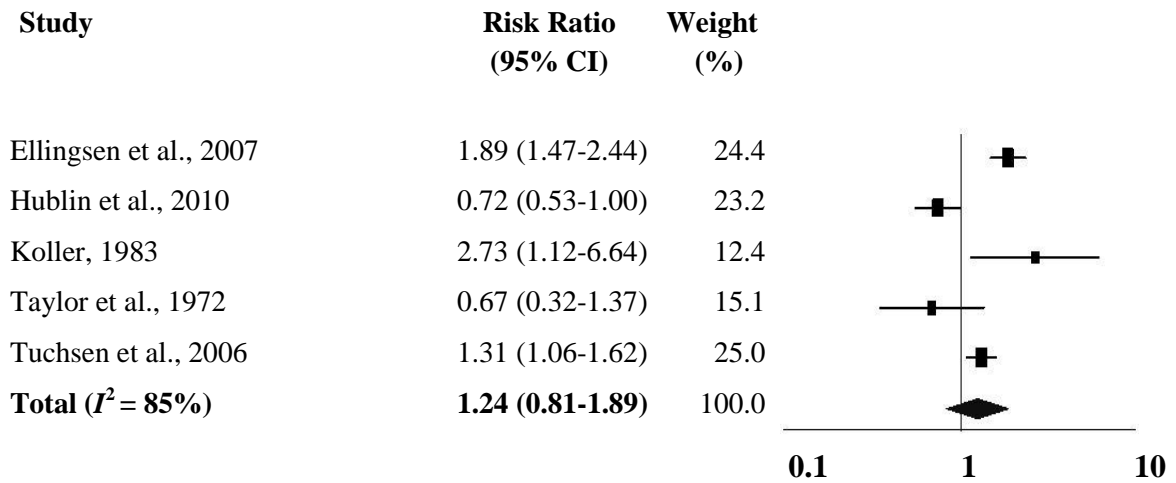 Study Risk Ratio Weight
(95% CI) (%)
Ellingsen et al., 2007 1.89 (1.47-2.44) 24.4
Hublin et al., 2010 0.72 (0.53-1.00) 23.2
Koller, 1983 2.73 (1.12-6.64) 12.4
Taylor et al., 1972 0.67 (0.32-1.37) 15.1
Tuchsen et al., 2006 1.31 (1.06-1.62) 25.0
Total (I² = 85%) 1.24 (0.81-1.89) 100.0
0.1 1 10